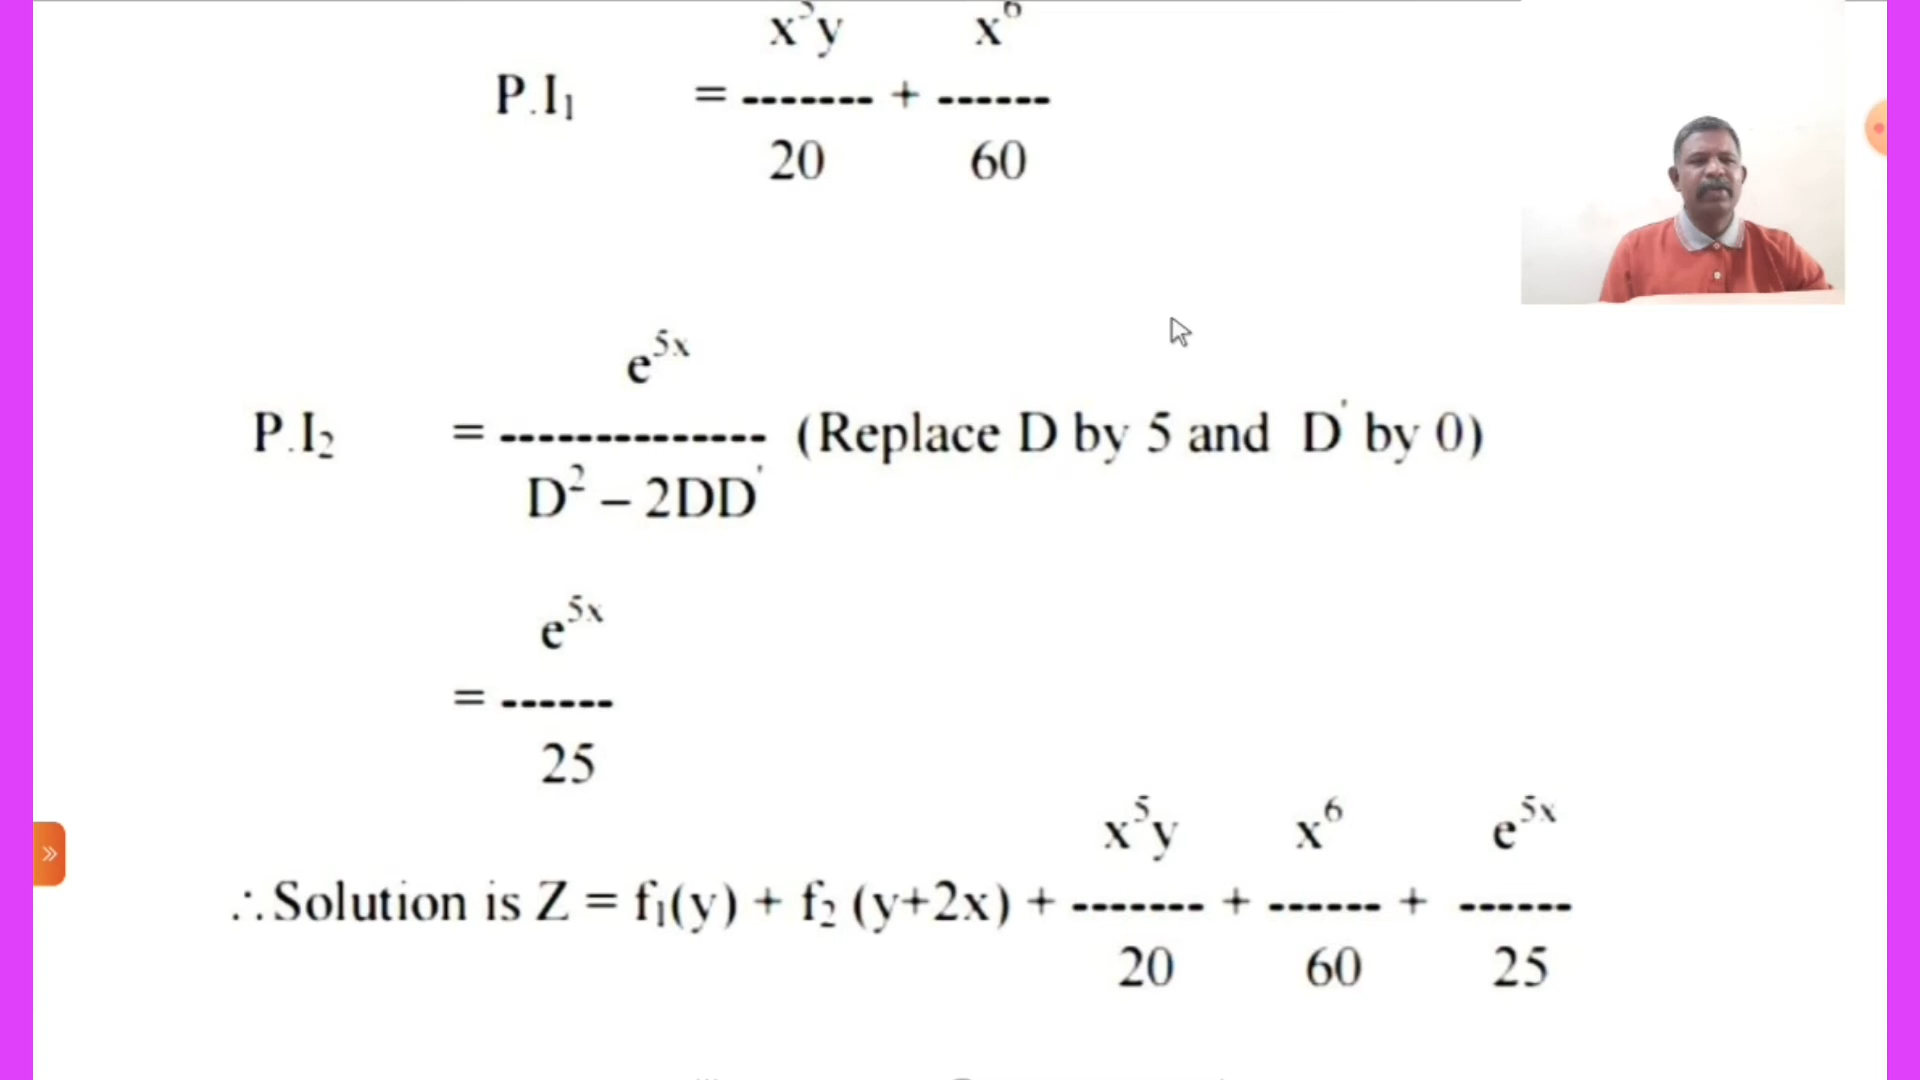 x⁵y x⁶
P.I₁ = ------- + ------
20 60
e⁵ˣ
P.I₂ = -------------- (Replace D by 5 and D' by 0)
D² – 2DD'
e⁵ˣ
= ------
25
x⁵y x⁶ e⁵ˣ
∴ Solution is Z = f₁(y) + f₂ (y+2x) + ------- + ------ + ------
20 60 25